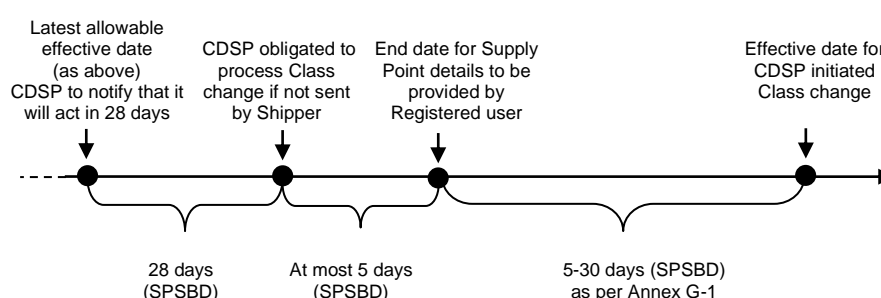 Latest allowable
effective date
(as above)
CDSP to notify that it
will act in 28 days
CDSP obligated to
process Class
change if not sent
by Shipper
End date for Supply
Point details to be
provided by
Registered user
Effective date for
CDSP initiated
Class change
28 days
(SPSBD)
At most 5 days
(SPSBD)
5-30 days (SPSBD)
as per Annex G-1